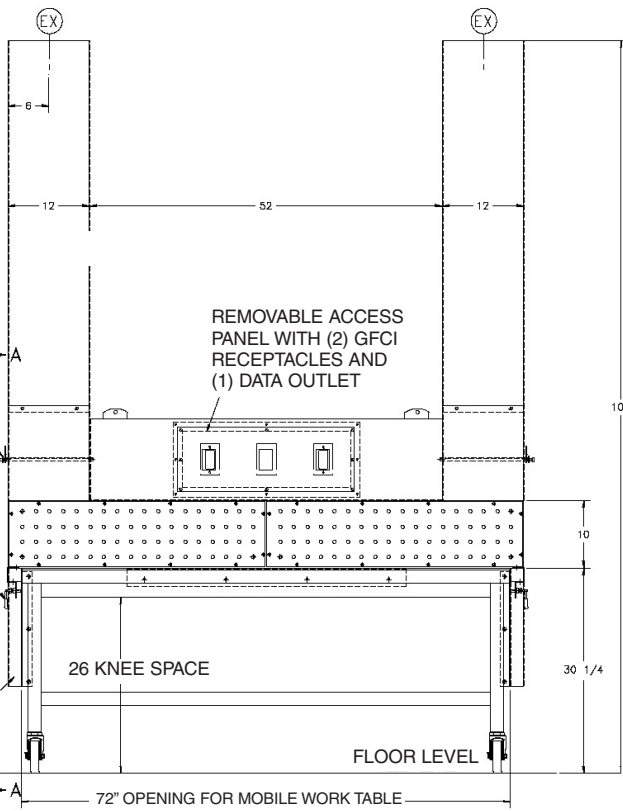 EX EX
6
12 52 12
REMOVABLE ACCESS
PANEL WITH (2) GFCI
RECEPTACLES AND
(1) DATA OUTLET
A
10
10
26 KNEE SPACE
30 1/4
FLOOR LEVEL
A
72" OPENING FOR MOBILE WORK TABLE